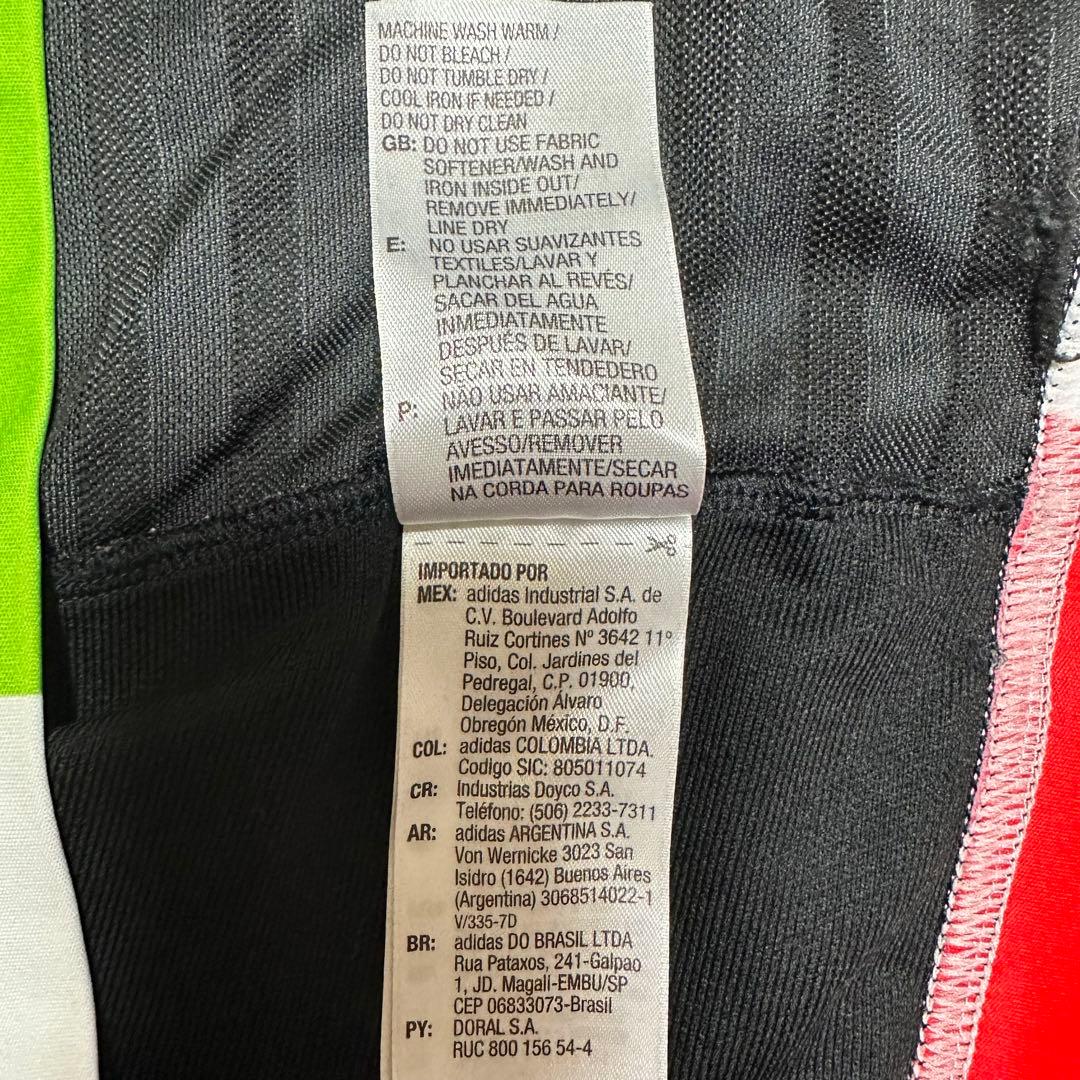 MACHINE WASH WARM /
DO NOT BLEACH /
DO NOT TUMBLE DRY /
COOL IRON IF NEEDED /
DO NOT DRY CLEAN
GB: DO NOT USE FABRIC
SOFTENER/WASH AND
IRON INSIDE OUT/
REMOVE IMMEDIATELY/
LINE DRY
E: NO USAR SUAVIZANTES
TEXTILES/LAVAR Y
PLANCHAR AL REVÉS/
SACAR DEL AGUA
INMEDIATAMENTE
DESPUÉS DE LAVAR/
SECAR EN TENDEDERO
P: NÃO USAR AMACIANTE/
LAVAR E PASSAR PELO
AVESSO/REMOVER
IMEDIATAMENTE/SECAR
NA CORDA PARA ROUPAS
IMPORTADO POR
MEX: adidas Industrial S.A. de
C.V. Boulevard Adolfo
Ruiz Cortines Nº 3642 11º
Piso, Col. Jardines del
Pedregal, C.P. 01900,
Delegación Álvaro
Obregón México, D.F.
COL: adidas COLOMBIA LTDA.
Codigo SIC: 805011074
CR: Industrias Doyco S.A.
Teléfono: (506) 2233-7311
AR: adidas ARGENTINA S.A.
Von Wernicke 3023 San
Isidro (1642) Buenos Aires
(Argentina) 3068514022-1
V/335-7D
BR: adidas DO BRASIL LTDA
Rua Pataxos, 241-Galpao
1, JD. Magali-EMBU/SP
CEP 06833073-Brasil
PY: DORAL S.A.
RUC 800 156 54-4